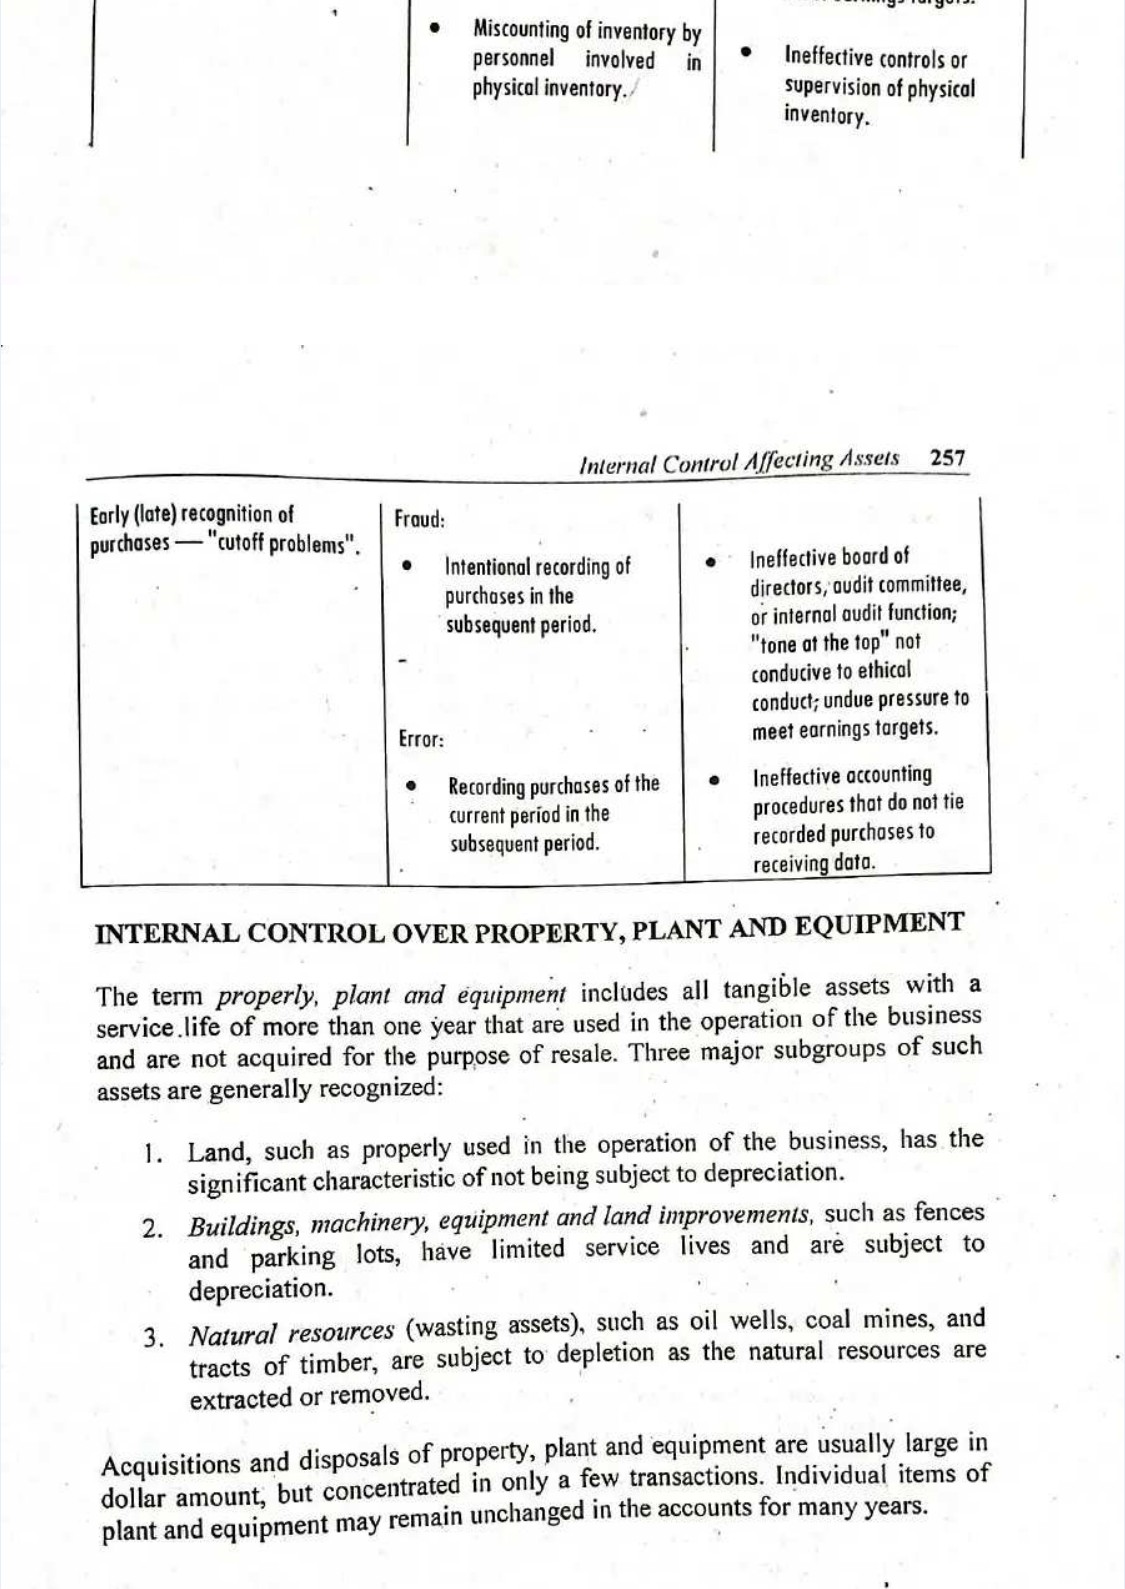 Miscounting of inventory by
personnel involved in
physical inventory.
• Ineffective controls or
supervision of physical
inventory.
Internal Control Affecting Assets 257
Early (late) recognition of
purchases — "cutoff problems".
Fraud:
• Intentional recording of
purchases in the
subsequent period.
Error:
• Recording purchases of the
current period in the
subsequent period.
• Ineffective board of
directors, audit committee,
or internal audit function;
"tone at the top" not
conducive to ethical
conduct; undue pressure to
meet earnings targets.
• Ineffective accounting
procedures that do not tie
recorded purchases to
receiving data.
INTERNAL CONTROL OVER PROPERTY, PLANT AND EQUIPMENT
The term properly, plant and equipment includes all tangible assets with a
service life of more than one year that are used in the operation of the business
and are not acquired for the purpose of resale. Three major subgroups of such
assets are generally recognized:
1. Land, such as properly used in the operation of the business, has the
significant characteristic of not being subject to depreciation.
2. Buildings, machinery, equipment and land improvements, such as fences
and parking lots, have limited service lives and are subject to
depreciation.
3. Natural resources (wasting assets), such as oil wells, coal mines, and
tracts of timber, are subject to depletion as the natural resources are
extracted or removed.
Acquisitions and disposals of property, plant and equipment are usually large in
dollar amount, but concentrated in only a few transactions. Individual items of
plant and equipment may remain unchanged in the accounts for many years.